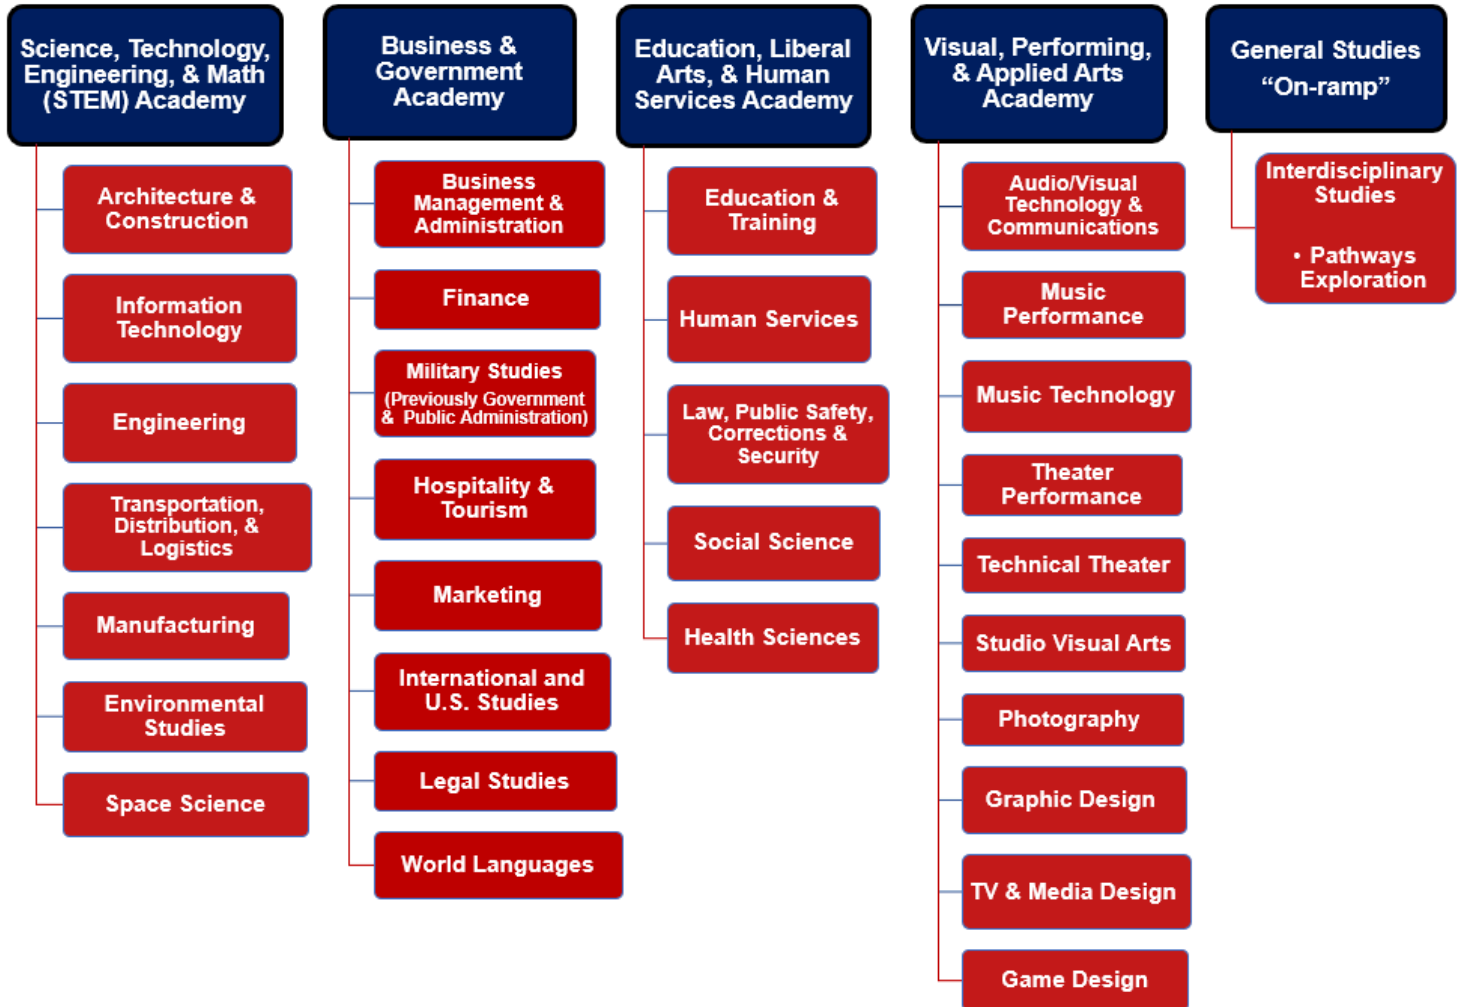 Science, Technology,
Engineering, & Math
(STEM) Academy
Architecture &
Construction
Information
Technology
Engineering
Transportation,
Distribution, &
Logistics
Manufacturing
Environmental
Studies
Space Science
Business &
Government
Academy
Business
Management &
Administration
Finance
Military Studies
(Previously Government
& Public Administration)
Hospitality &
Tourism
Marketing
International and
U.S. Studies
Legal Studies
World Languages
Education, Liberal
Arts, & Human
Services Academy
Education &
Training
Human Services
Law, Public Safety,
Corrections &
Security
Social Science
Health Sciences
Visual, Performing,
& Applied Arts
Academy
Audio/Visual
Technology &
Communications
Music
Performance
Music Technology
Theater
Performance
Technical Theater
Studio Visual Arts
Photography
Graphic Design
TV & Media Design
Game Design
General Studies
“On-ramp”
Interdisciplinary
Studies
• Pathways
Exploration